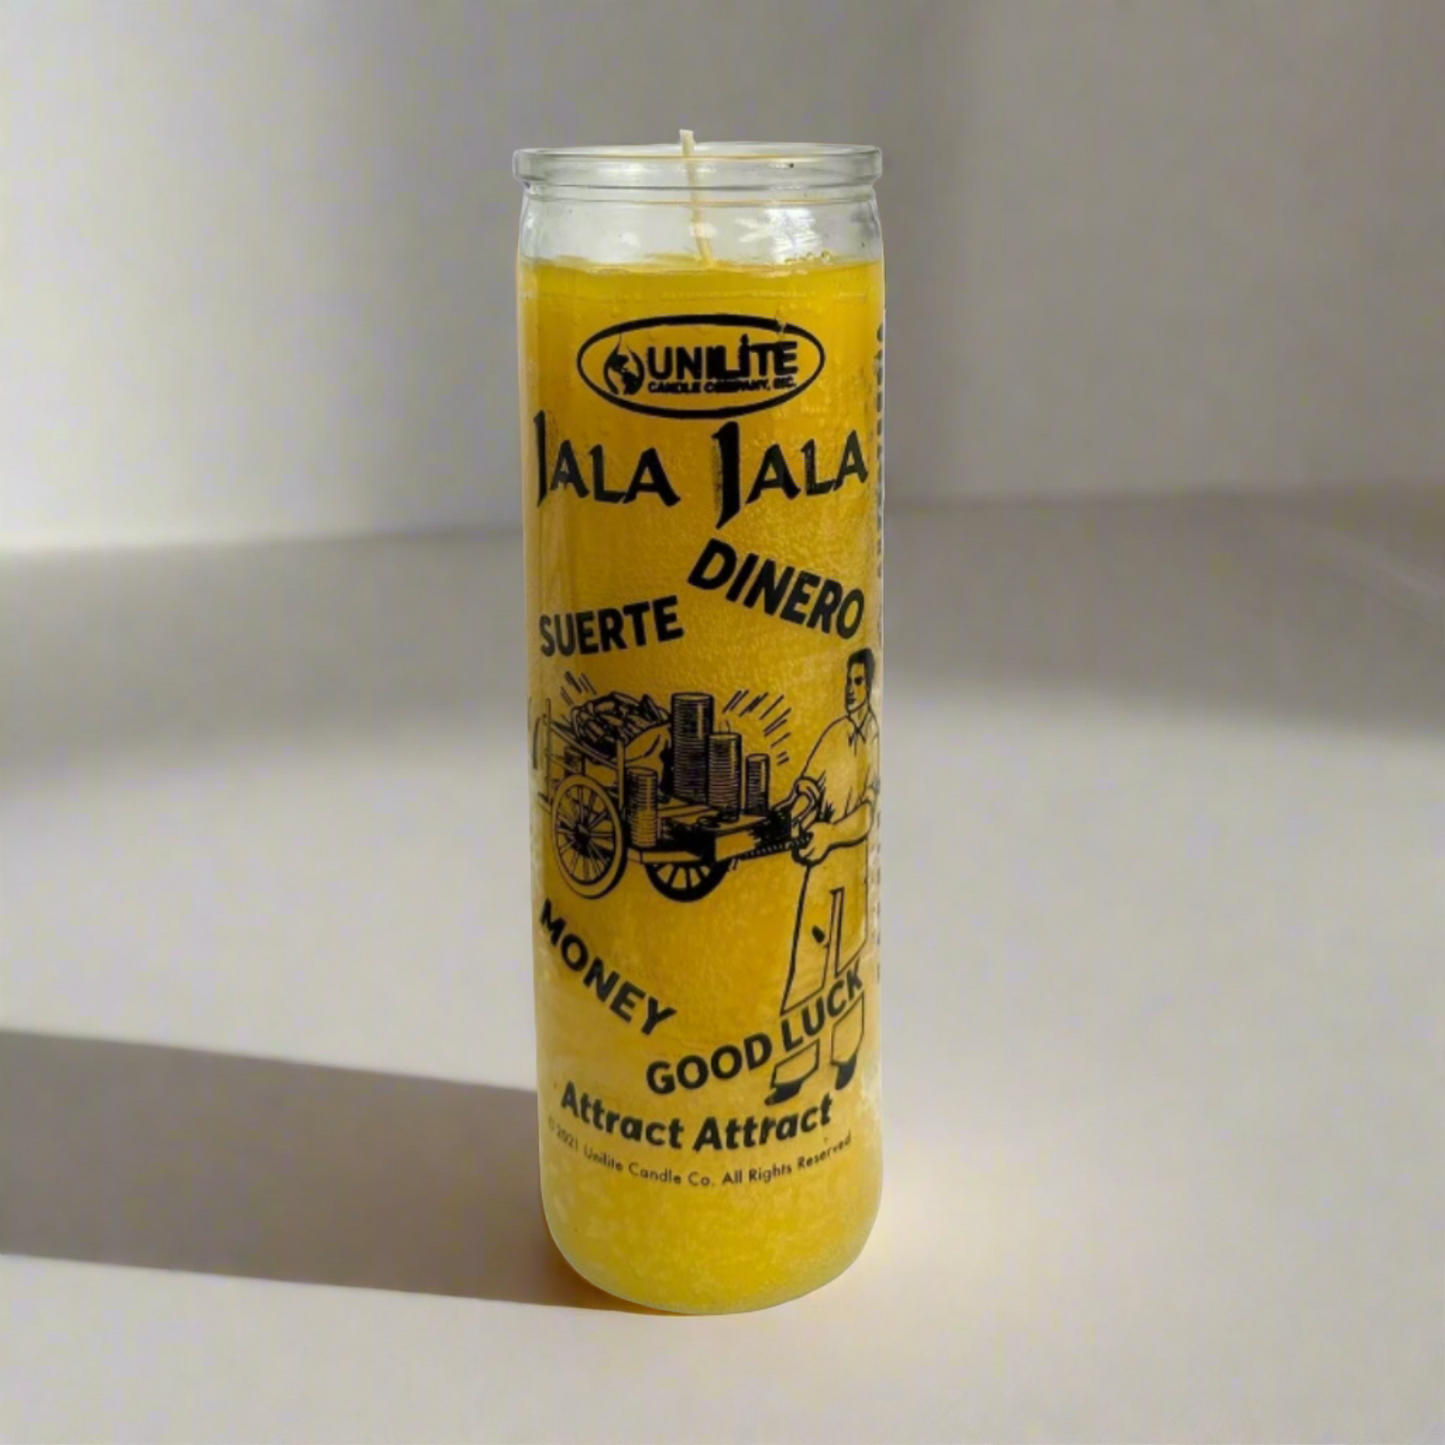 UNILITE
CANDLE COMPANY, INC.
JALA JALA
DINERO
SUERTE
MONEY
GOOD LUCK
Attract Attract
©2021 Unilite Candle Co. All Rights Reserved